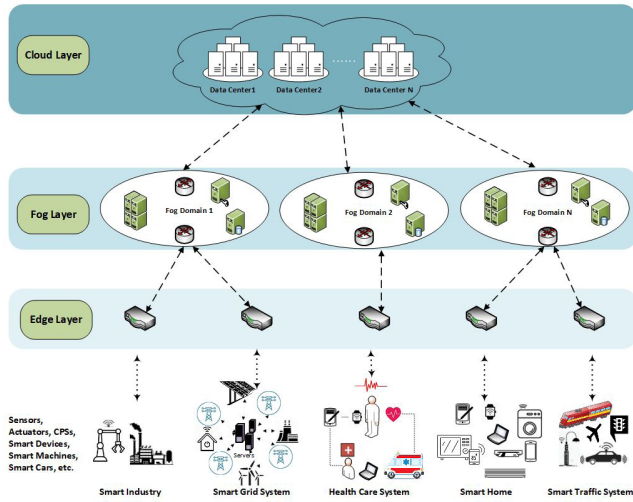 Cloud Layer
Data Center1
Data Center2
......
Data Center N
Fog Layer
Fog Domain 1
Fog Domain 2
Fog Domain N
Edge Layer
Sensors,
Actuators, CPSs,
Smart Devices,
Smart Machines,
Smart Cars, etc.
Servers
Smart Industry
Smart Grid System
Health Care System
Smart Home
Smart Traffic System